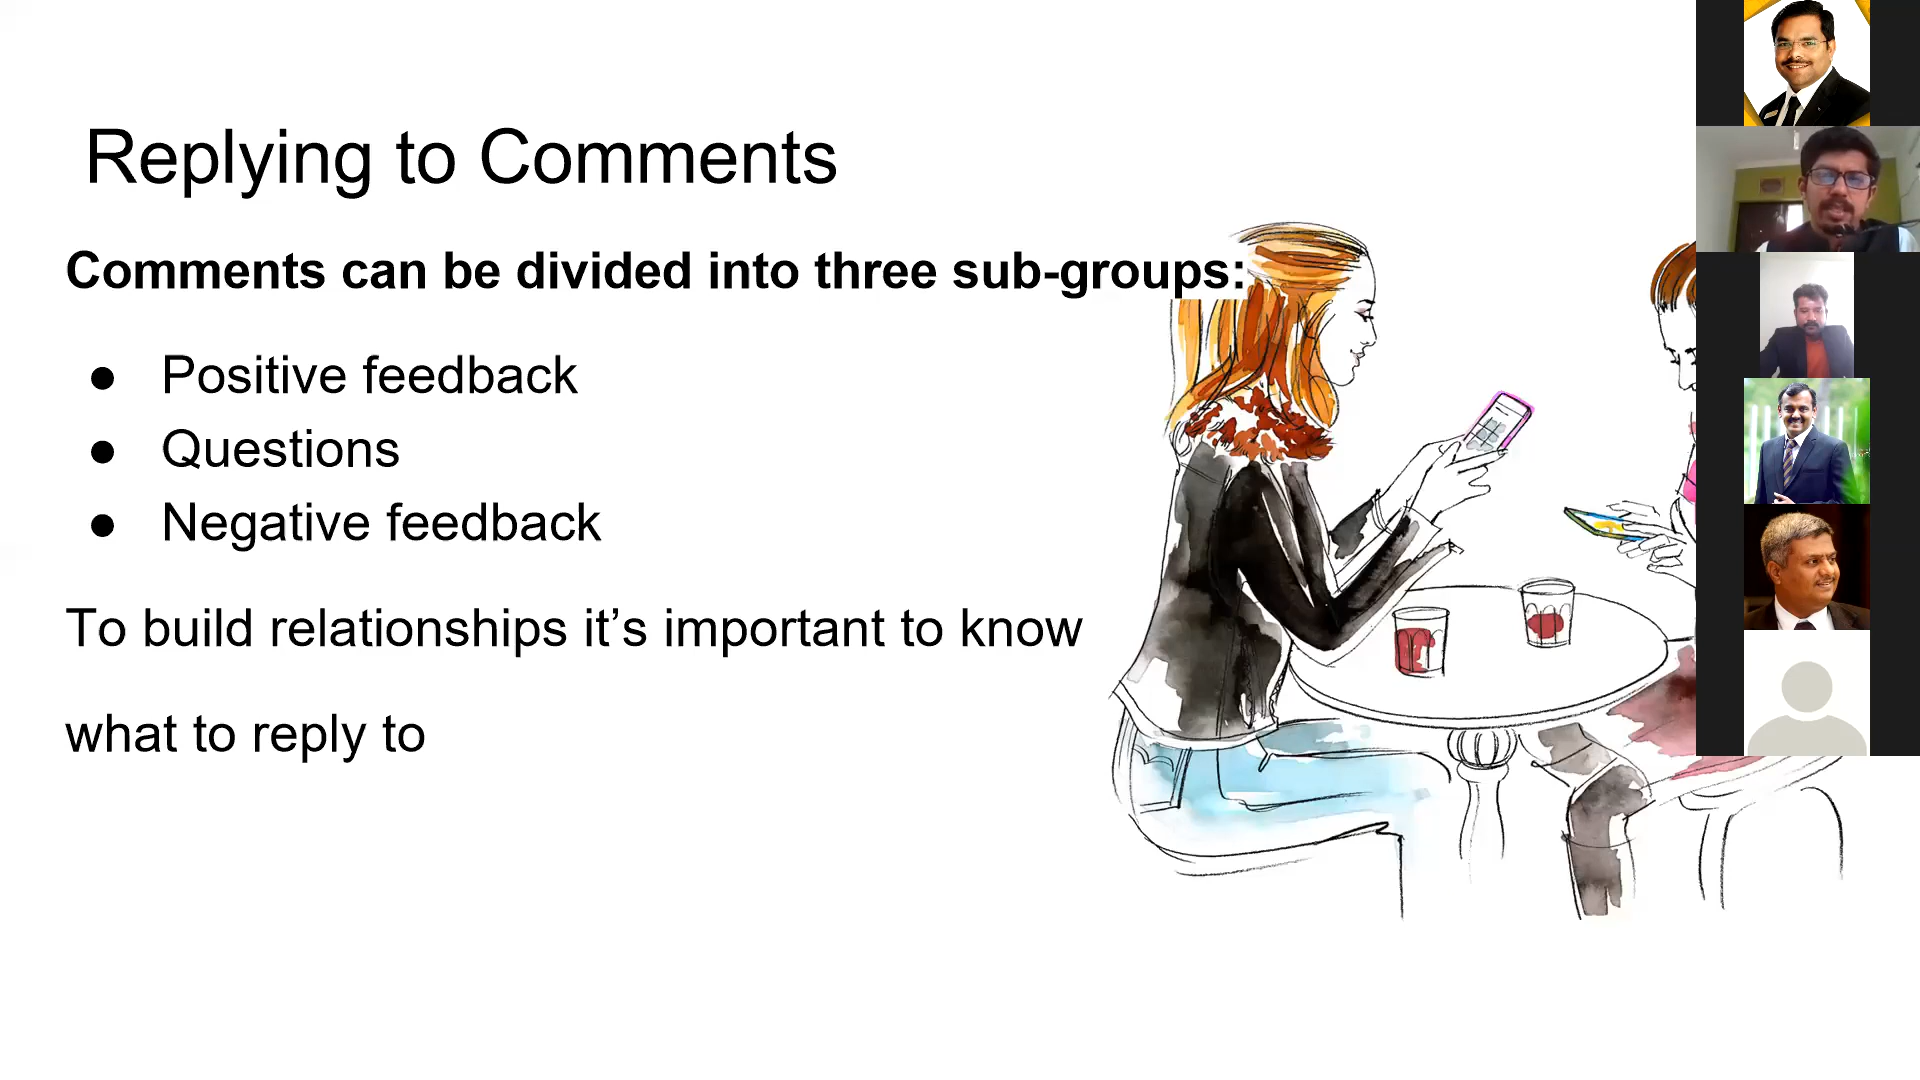 Replying to Comments
Comments can be divided into three sub-groups:
● Positive feedback
● Questions
● Negative feedback
To build relationships it’s important to know
what to reply to